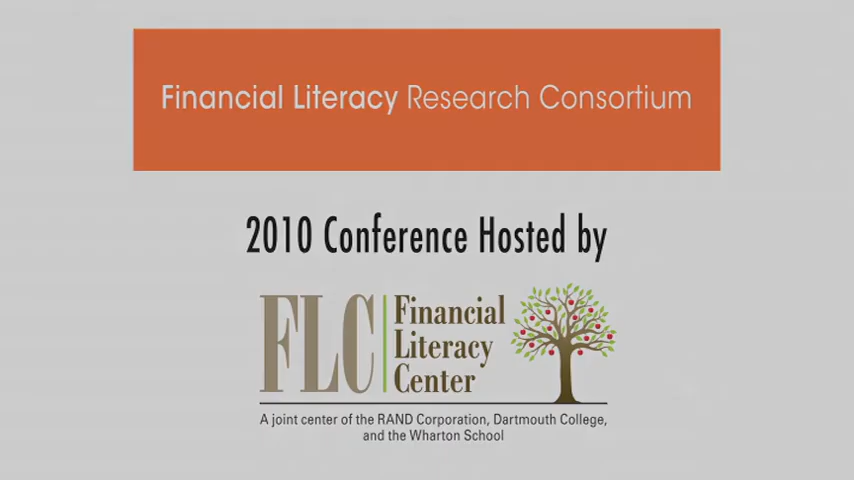 Financial Literacy Research Consortium
2010 Conference Hosted by
FLC
Financial
Literacy
Center
A joint center of the RAND Corporation, Dartmouth College,
and the Wharton School